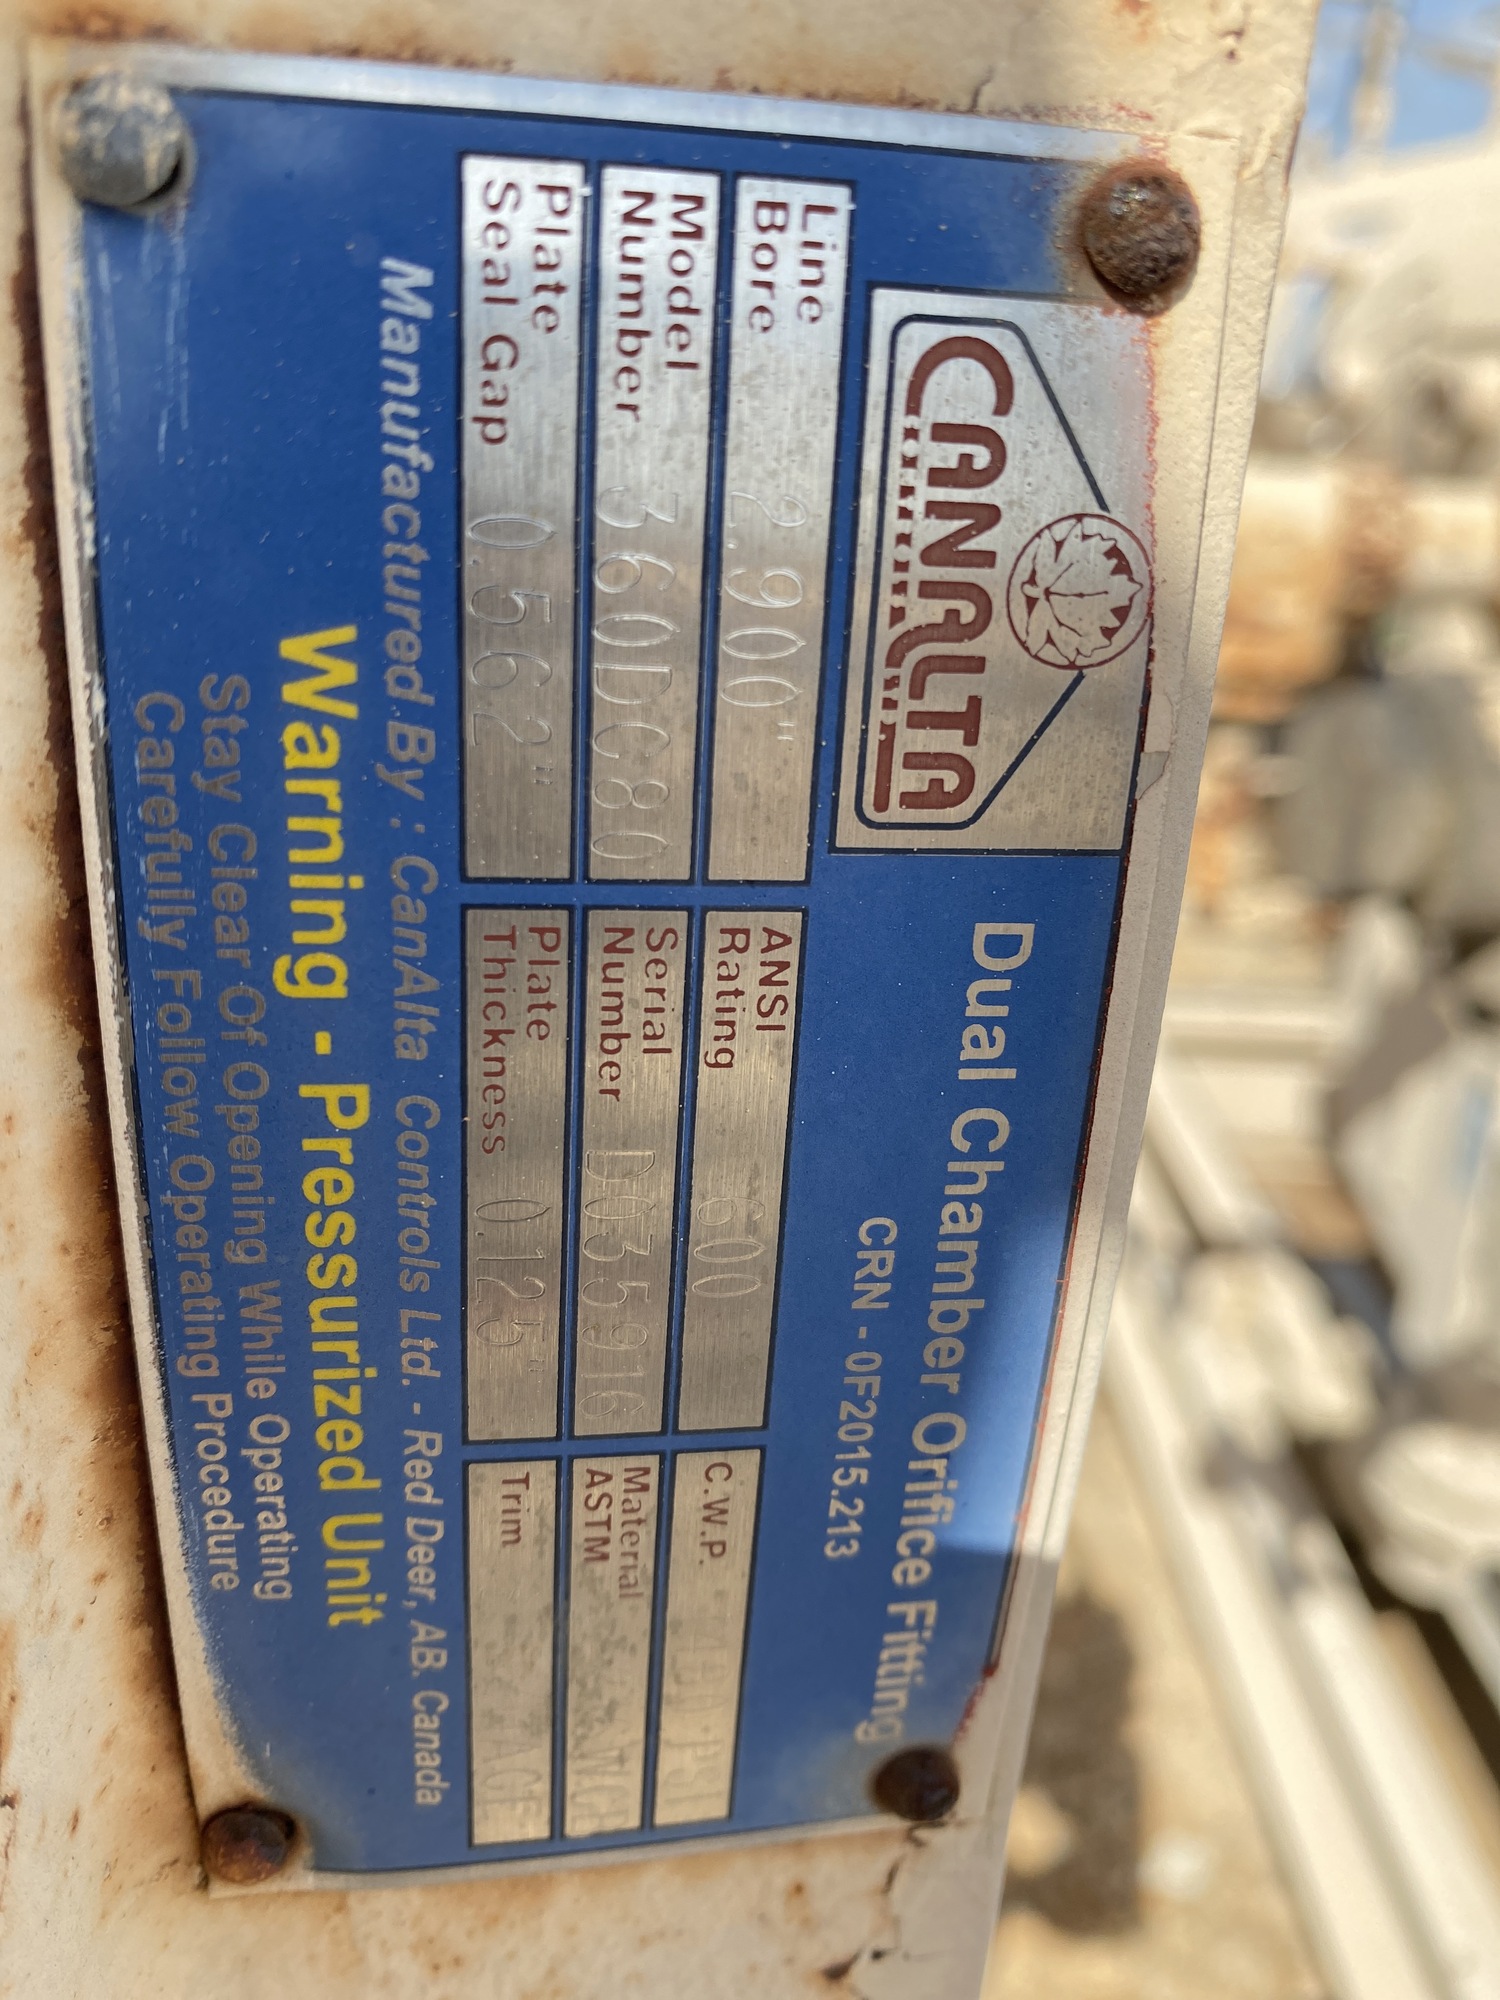 CANALTA
Dual Chamber Orifice Fitting
CRN - 0F2015.213
Line
Bore 2.900"
ANSI
Rating 600
C.W.P.
Model
Number 360DC80
Serial
Number D035916
Material
ASTM
Plate
Seal Gap 0.562"
Plate
Thickness 0.125"
Trim
Manufactured By : CanAlta Controls Ltd. - Red Deer, AB. Canada
Warning - Pressurized Unit
Stay Clear Of Opening While Operating
Carefully Follow Operating Procedure